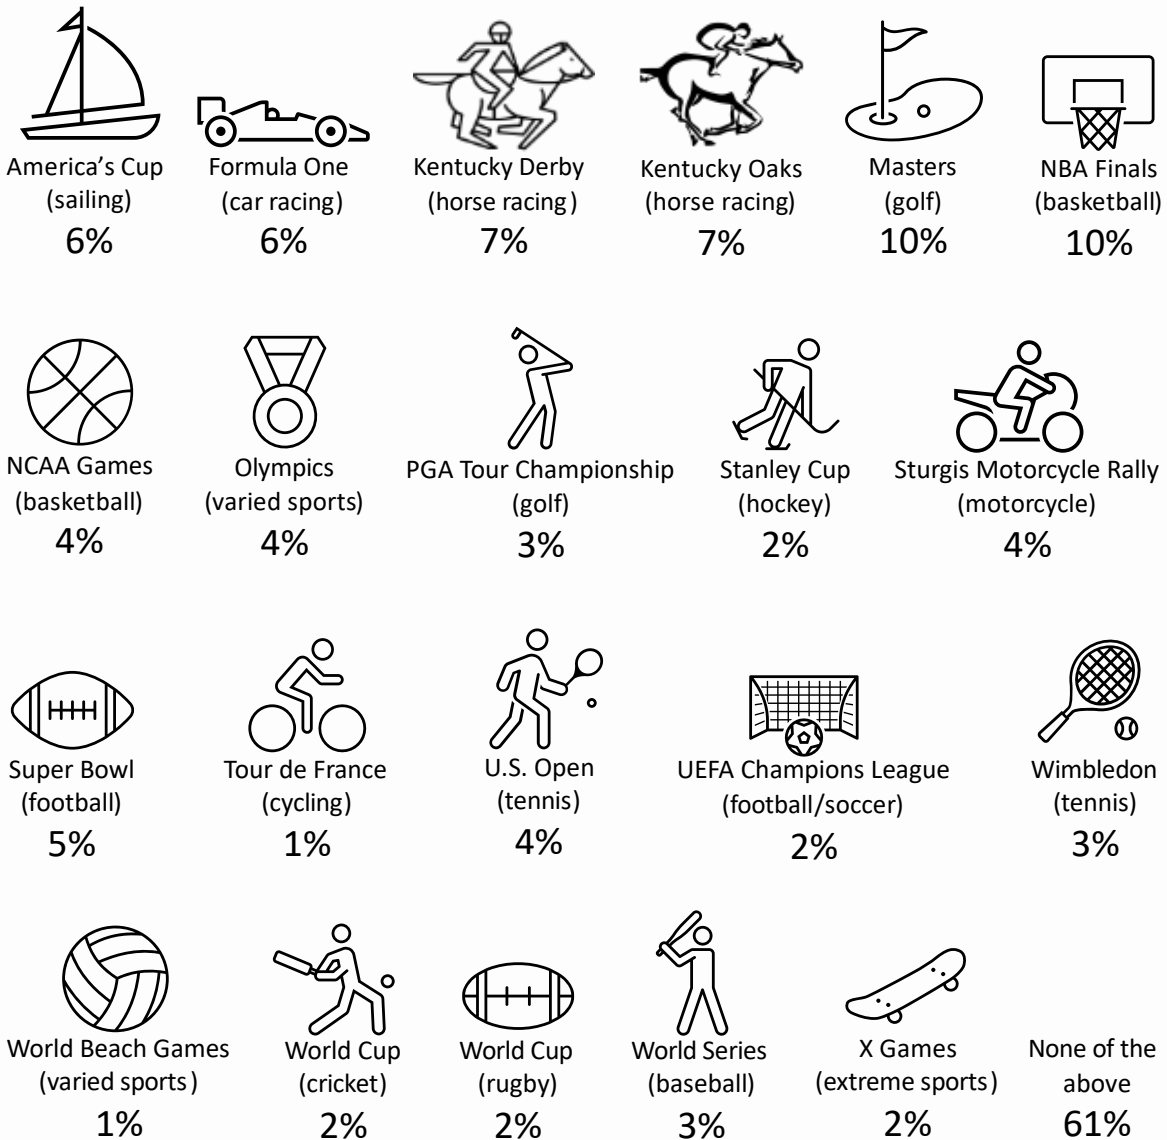 America's Cup
(sailing)
6%
Formula One
(car racing)
6%
Kentucky Derby
(horse racing)
7%
Kentucky Oaks
(horse racing)
7%
Masters
(golf)
10%
NBA Finals
(basketball)
10%
NCAA Games
(basketball)
4%
Olympics
(varied sports)
4%
PGA Tour Championship
(golf)
3%
Stanley Cup
(hockey)
2%
Sturgis Motorcycle Rally
(motorcycle)
4%
Super Bowl
(football)
5%
Tour de France
(cycling)
1%
U.S. Open
(tennis)
4%
UEFA Champions League
(football/soccer)
2%
Wimbledon
(tennis)
3%
World Beach Games
(varied sports)
1%
World Cup
(cricket)
2%
World Cup
(rugby)
2%
World Series
(baseball)
3%
X Games
(extreme sports)
2%
None of the
above
61%